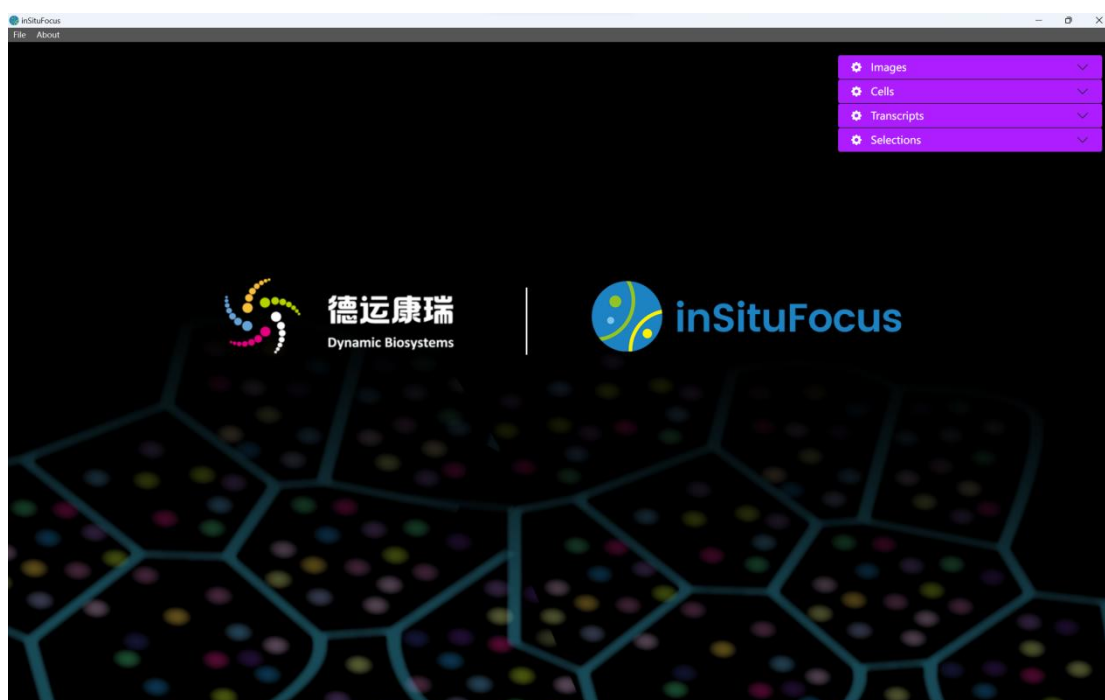 inSituFocus
File About
Images
Cells
Transcripts
Selections
德运康瑞
Dynamic Biosystems
inSituFocus